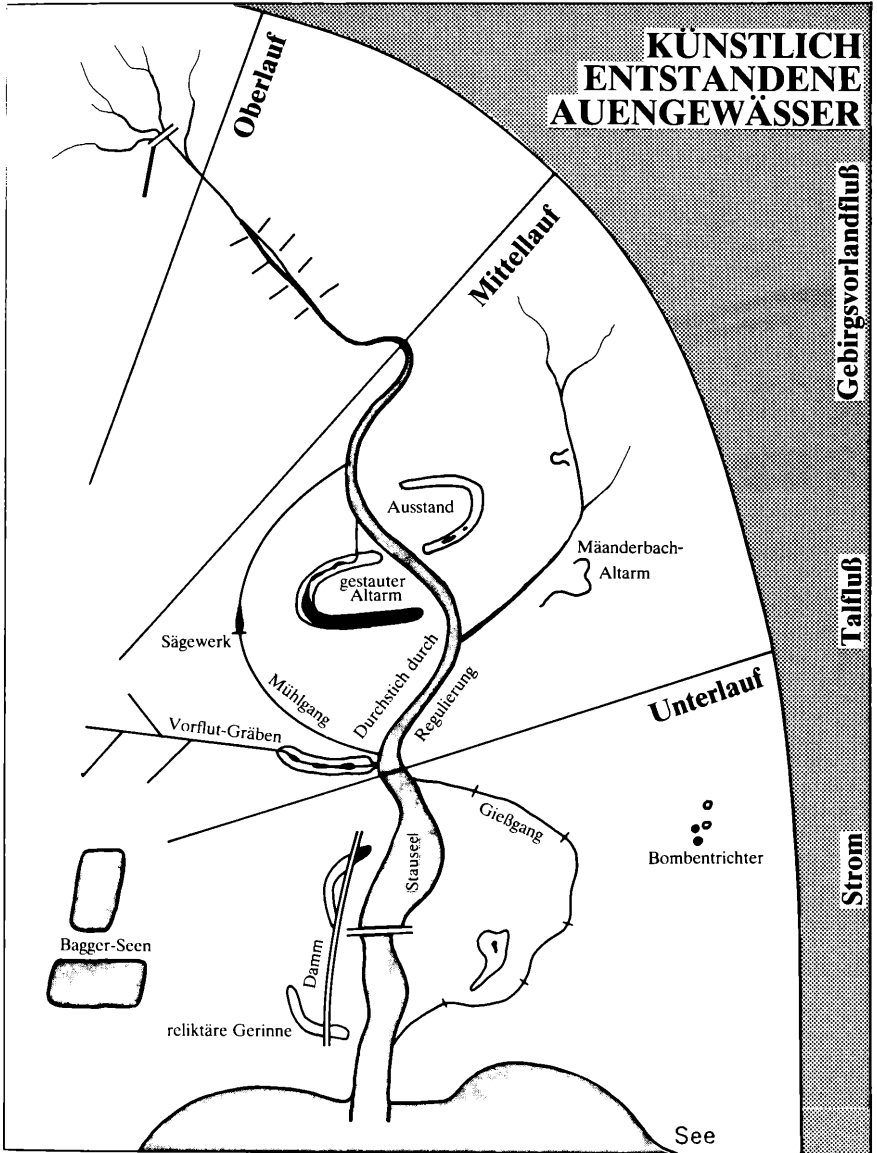 KÜNSTLICH
ENTSTANDENE
AUENGEWÄSSER
Oberlauf
Mittellauf
Gebirgsvorlandfluß
Ausstand
Mäanderbach-
Altarm
gestauter
Altarm
Talfluß
Sägewerk
Mühlgang
Durchstich durch
Regulierung
Unterlauf
Vorflut-Gräben
Gießgang
Stausee
Bombentrichter
Strom
Bagger-Seen
Damm
reliktäre Gerinne
See